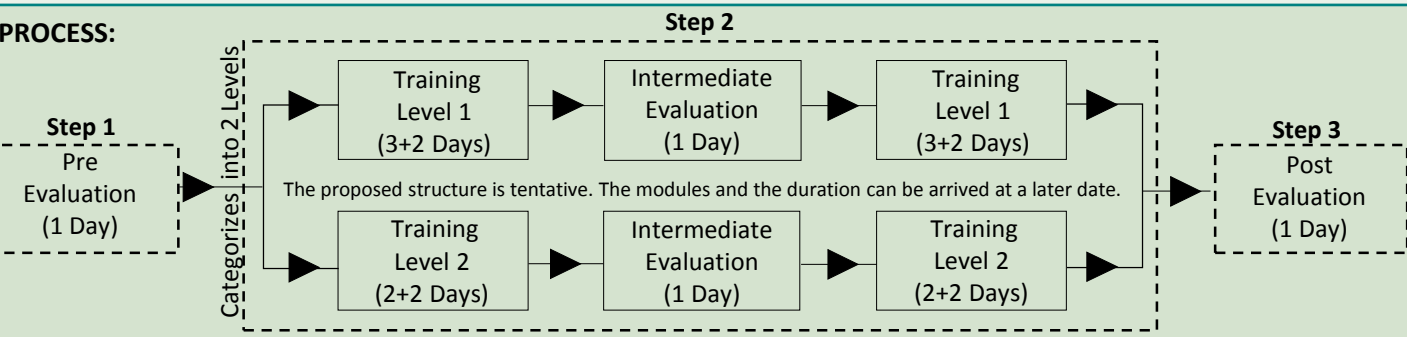 PROCESS:
Step 1
Pre
Evaluation
(1 Day)
Categorizes into 2 Levels
Step 2
Training
Level 1
(3+2 Days)
Intermediate
Evaluation
(1 Day)
Training
Level 1
(3+2 Days)
The proposed structure is tentative. The modules and the duration can be arrived at a later date.
Training
Level 2
(2+2 Days)
Intermediate
Evaluation
(1 Day)
Training
Level 2
(2+2 Days)
Step 3
Post
Evaluation
(1 Day)